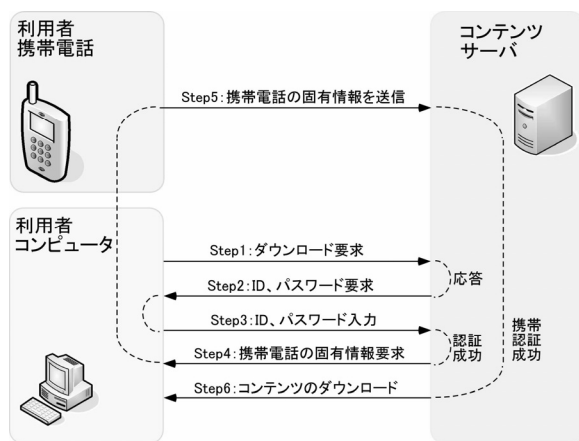 利用者
携帯電話
コンテンツ
サーバ
Step5:携帯電話の固有情報を送信
利用者
コンピュータ
Step1:ダウンロード要求
Step2:ID、パスワード要求
応答
Step3:ID、パスワード入力
認証
成功
携帯
認証
成功
Step4:携帯電話の固有情報要求
Step6:コンテンツのダウンロード